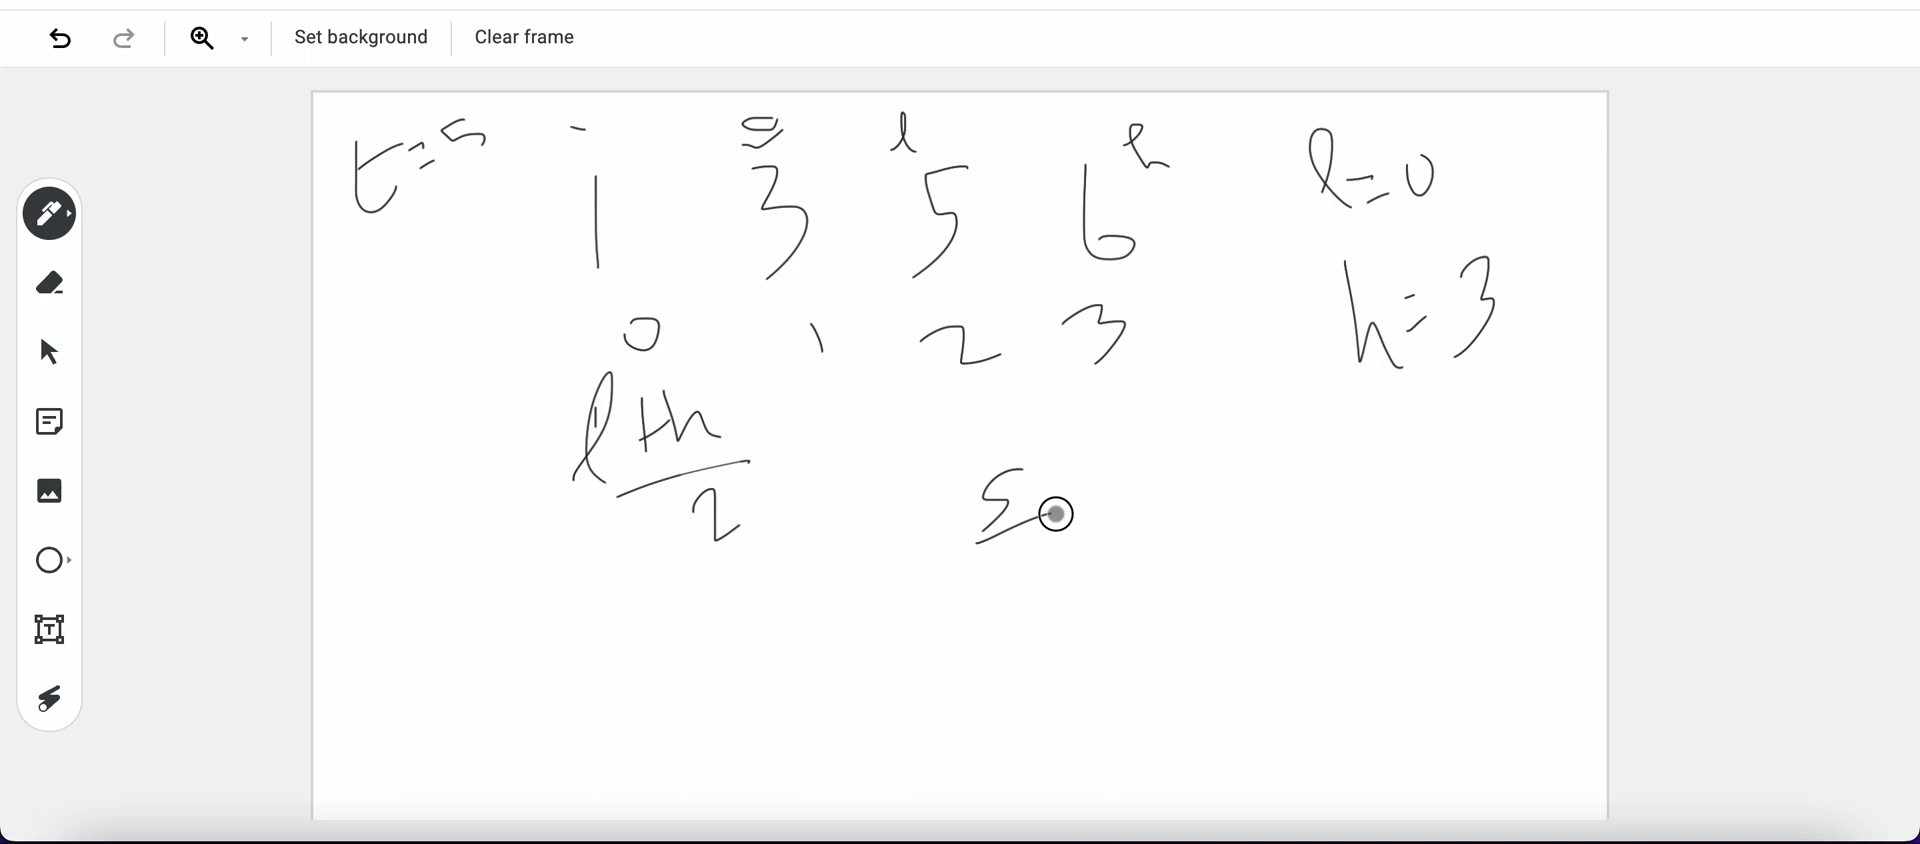 Set background Clear frame
t=5 l h l=0
1 3 5 6
h=3
0 1 2 3
l+h
2
5